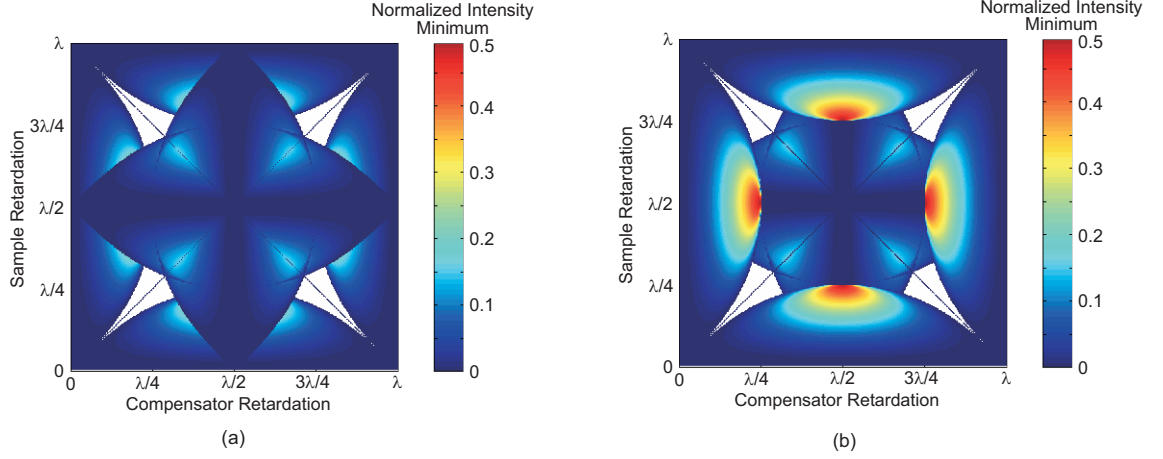 Normalized Intensity
Minimum
λ
3λ/4
λ/2
λ/4
0
Sample Retardation
0
λ/4
λ/2
3λ/4
λ
Compensator Retardation
0.5
0.4
0.3
0.2
0.1
0
(a)
Normalized Intensity
Minimum
λ
3λ/4
λ/2
λ/4
0
Sample Retardation
0
λ/4
λ/2
3λ/4
λ
Compensator Retardation
0.5
0.4
0.3
0.2
0.1
0
(b)